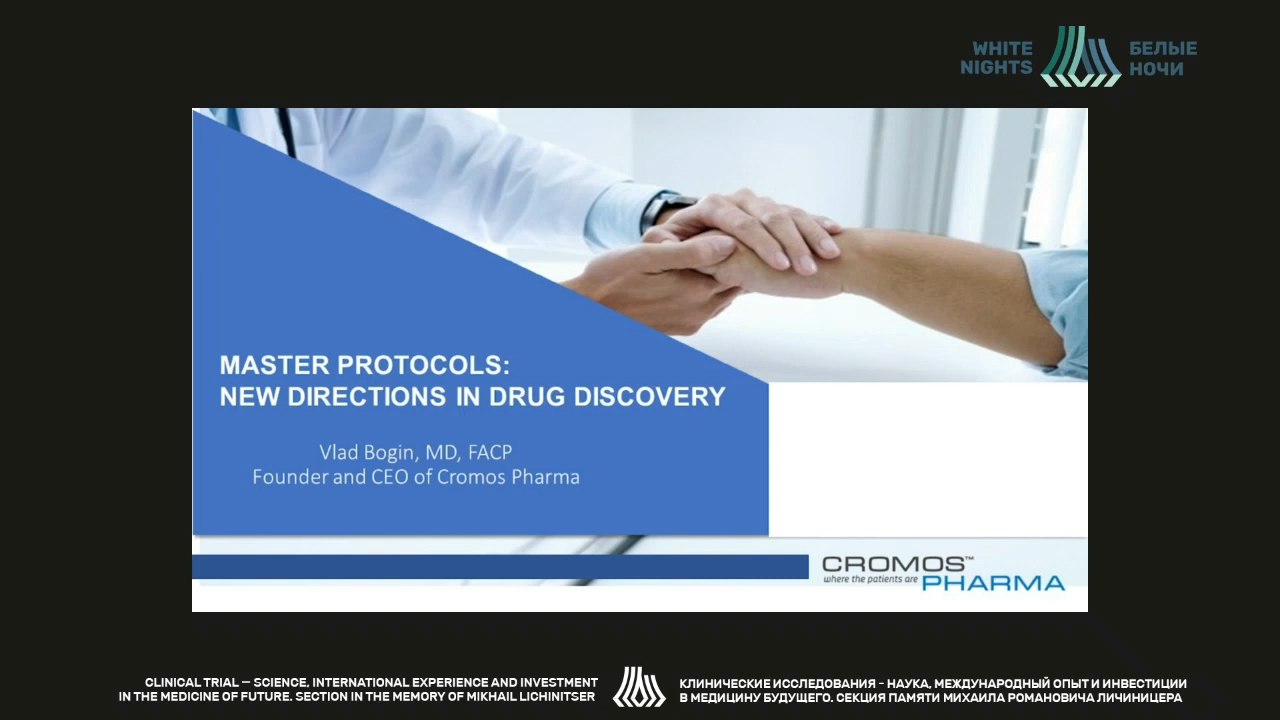 WHITE
NIGHTS
БЕЛЫЕ
НОЧИ
MASTER PROTOCOLS:
NEW DIRECTIONS IN DRUG DISCOVERY
Vlad Bogin, MD, FACP
Founder and CEO of Cromos Pharma
CROMOS™
where the patients are PHARMA
CLINICAL TRIAL – SCIENCE, INTERNATIONAL EXPERIENCE AND INVESTMENT
IN THE MEDICINE OF FUTURE. SECTION IN THE MEMORY OF MIKHAIL LICHINITSER
КЛИНИЧЕСКИЕ ИССЛЕДОВАНИЯ - НАУКА, МЕЖДУНАРОДНЫЙ ОПЫТ И ИНВЕСТИЦИИ
В МЕДИЦИНУ БУДУЩЕГО. СЕКЦИЯ ПАМЯТИ МИХАИЛА РОМАНОВИЧА ЛИЧИНИЦЕРА